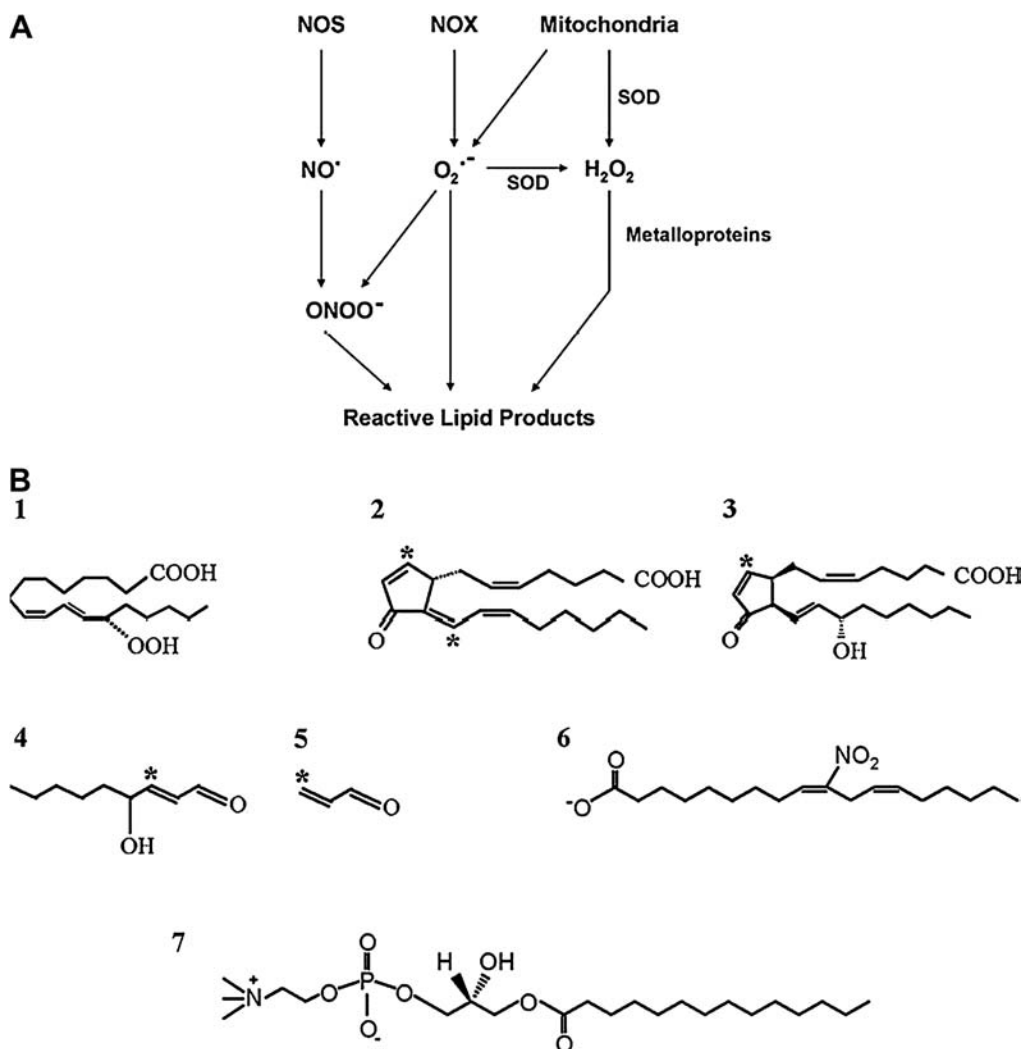 A
NOS NOX Mitochondria
SOD
NO• O₂•⁻ SOD H₂O₂
Metalloproteins
ONOO⁻
Reactive Lipid Products
B
1 2 3
* *
COOH COOH COOH
OOH O * O OH
4 5 6
* * NO₂
O O O
OH ⁻O
7
O H OH
N⁺ O P O O
O⁻ O